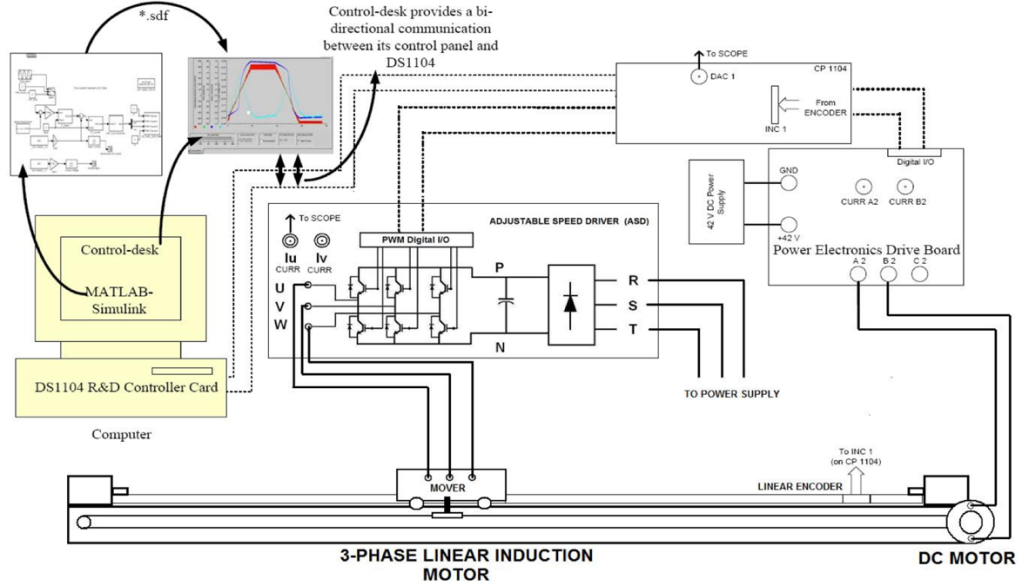 *.sdf
Control-desk provides a bi-
directional communication
between its control panel and
DS1104
To SCOPE
CP 1104
DAC 1
From
ENCODER
INC 1
Digital I/O
GND
CURR A2
CURR B2
42 V DC Power
Supply
+42 V
Power Electronics Drive Board
A 2
B 2
C 2
To SCOPE
ADJUSTABLE SPEED DRIVER (ASD)
PWM Digital I/O
Iu
Iv
CURR
CURR
U
V
W
P
N
R
S
T
TO POWER SUPPLY
Control-desk
MATLAB-
Simulink
DS1104 R&D Controller Card
Computer
To INC 1
(on CP 1104)
LINEAR ENCODER
MOVER
3-PHASE LINEAR INDUCTION
MOTOR
DC MOTOR